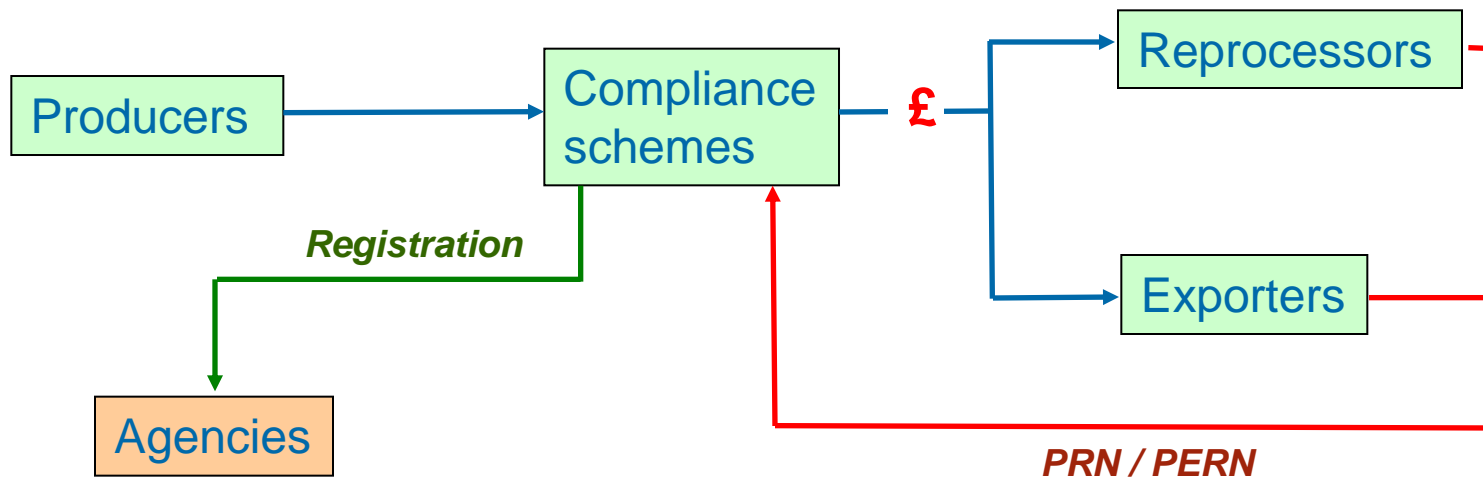 Reprocessors
Producers
Compliance
schemes
£
Registration
Exporters
Agencies
PRN / PERN